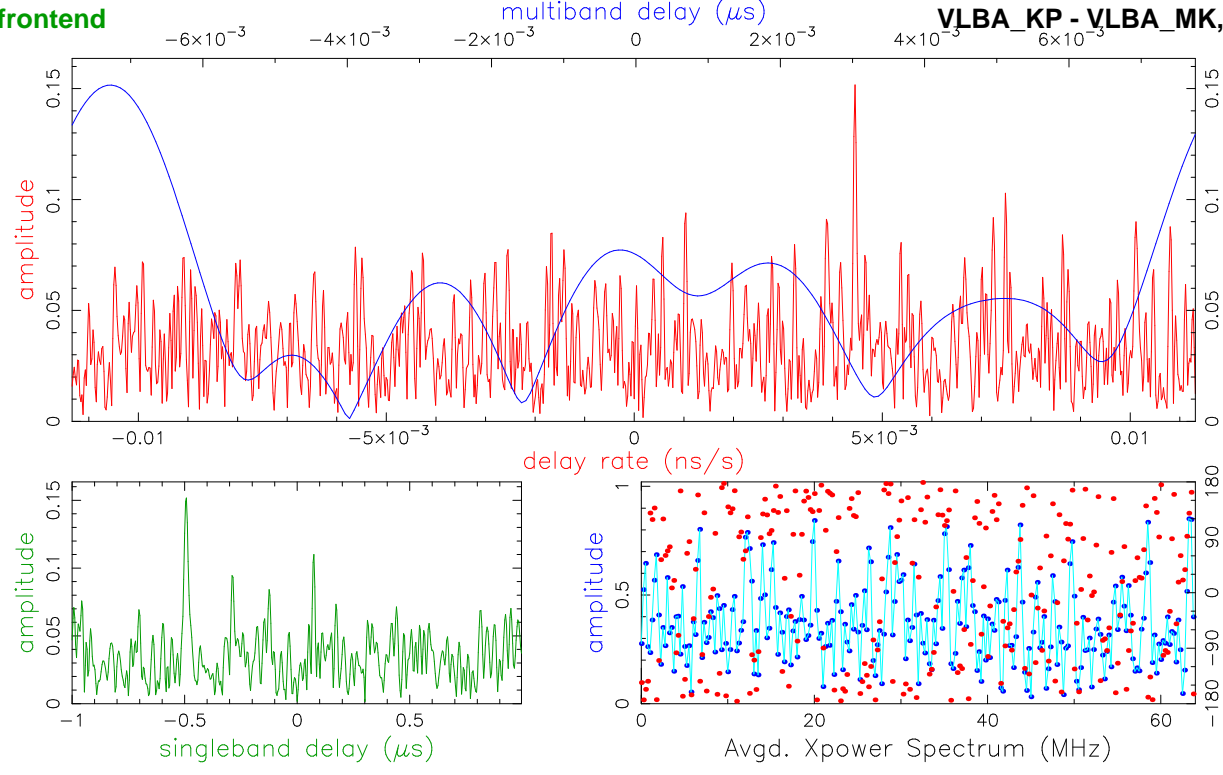 frontend
multiband delay (μs)
VLBA_KP - VLBA_MK,
−6×10⁻³ −4×10⁻³ −2×10⁻³ 0 2×10⁻³ 4×10⁻³ 6×10⁻³
amplitude
0 0.05 0.1 0.15
0 0.05 0.1 0.15
−0.01 −5×10⁻³ 0 5×10⁻³ 0.01
delay rate (ns/s)
amplitude
0 0.05 0.1 0.15
−1 −0.5 0 0.5
singleband delay (μs)
amplitude
0 0.5 1
−180 −90 0 90 180
0 20 40 60
Avgd. Xpower Spectrum (MHz)